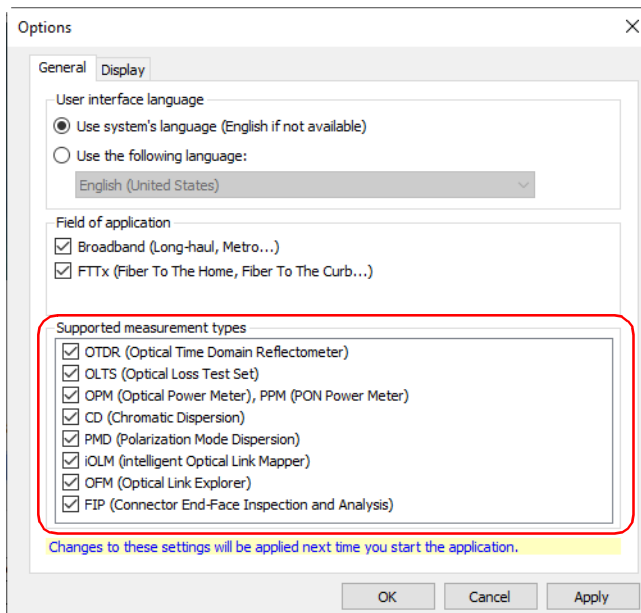 Options
General
Display
User interface language
Use system's language (English if not available)
Use the following language:
English (United States)
Field of application
Broadband (Long-haul, Metro...)
FTTx (Fiber To The Home, Fiber To The Curb...)
Supported measurement types
OTDR (Optical Time Domain Reflectometer)
OLTS (Optical Loss Test Set)
OPM (Optical Power Meter), PPM (PON Power Meter)
CD (Chromatic Dispersion)
PMD (Polarization Mode Dispersion)
iOLM (intelligent Optical Link Mapper)
OFM (Optical Link Explorer)
FIP (Connector End-Face Inspection and Analysis)
Changes to these settings will be applied next time you start the application.
OK
Cancel
Apply